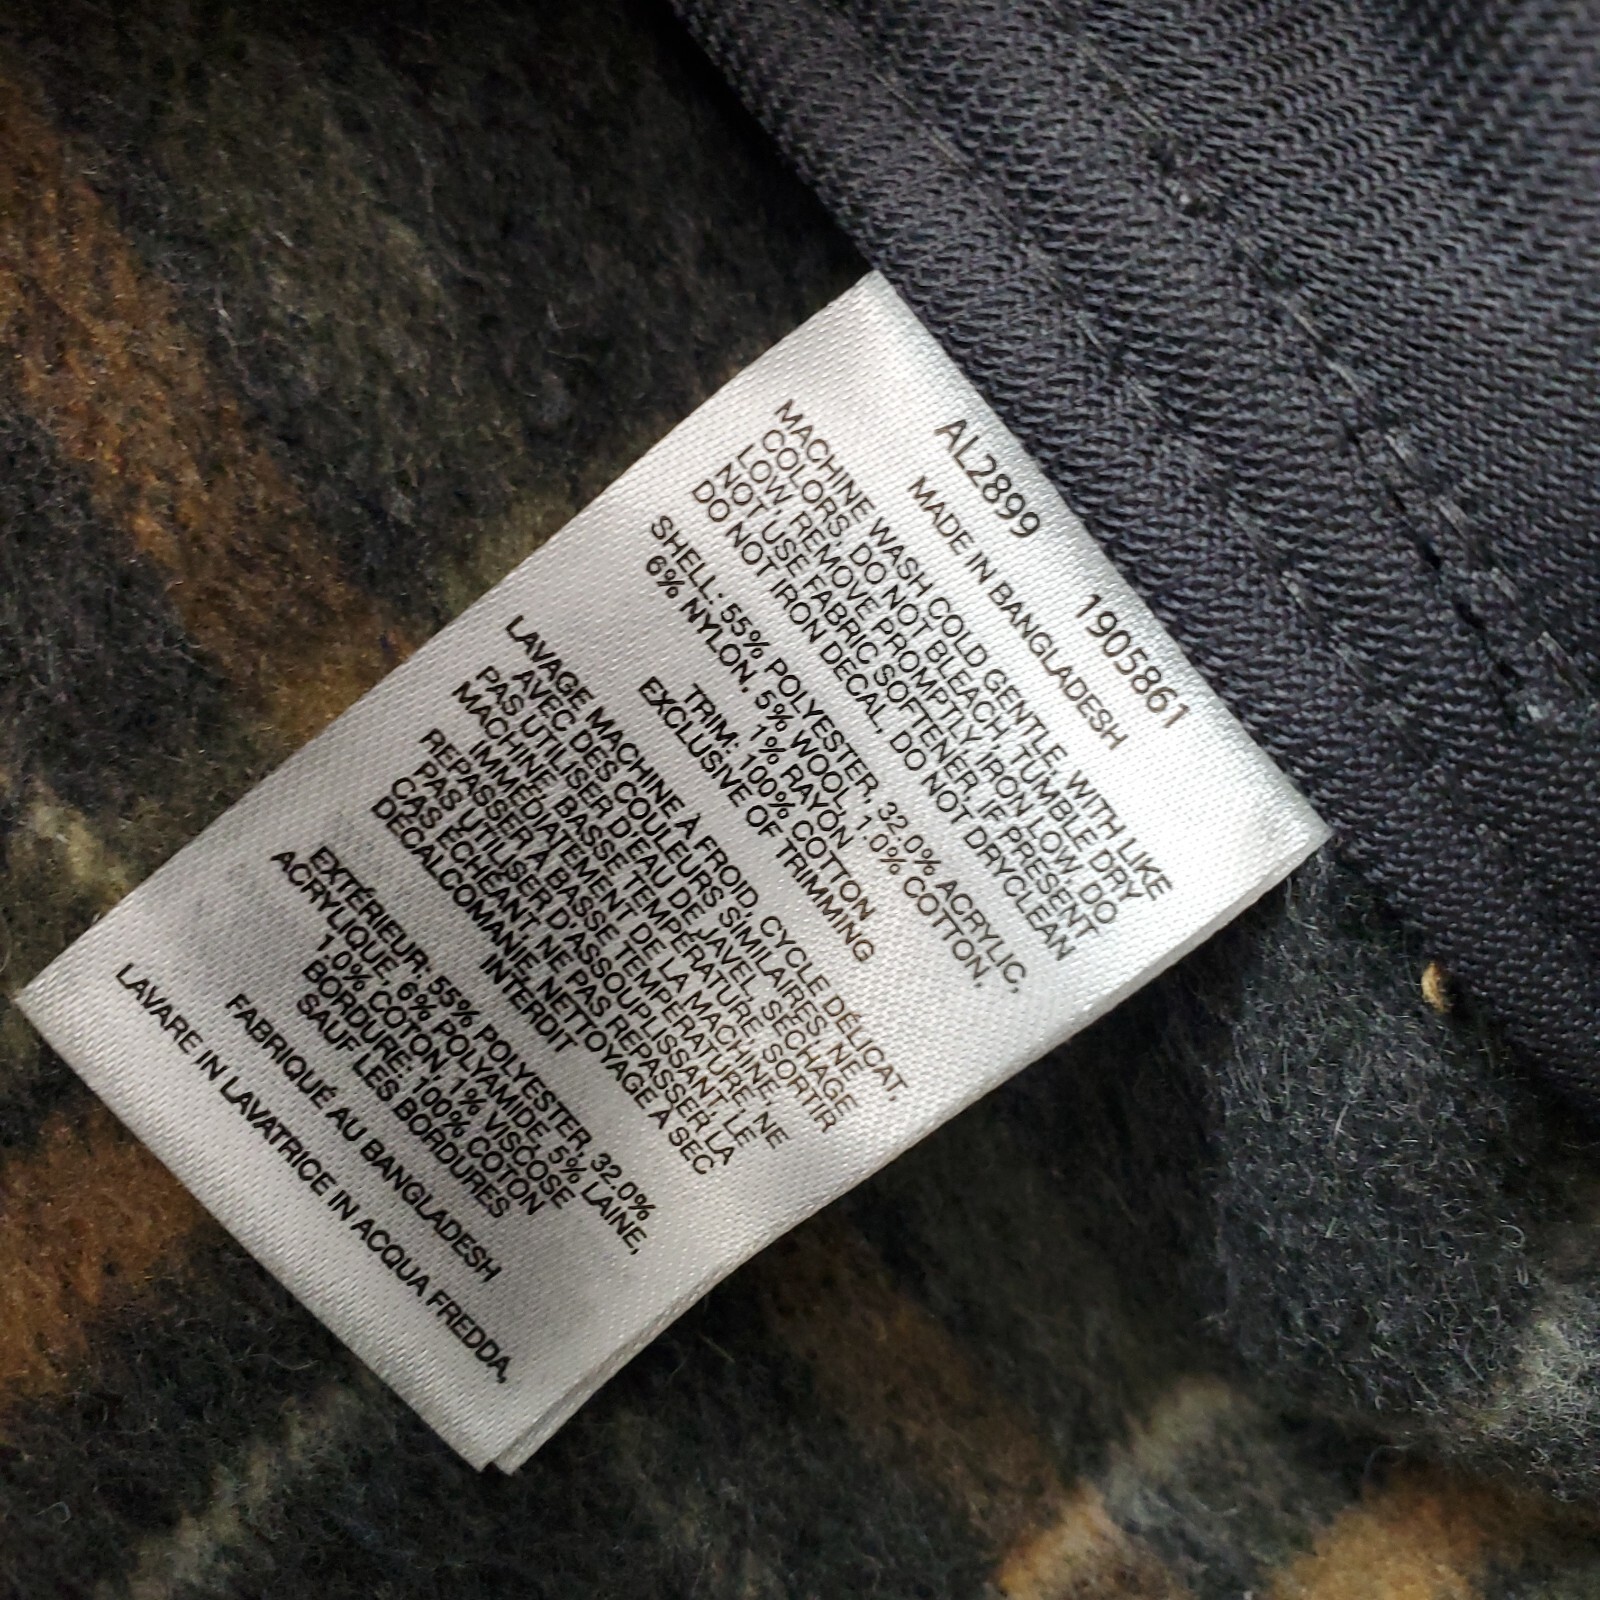 AL2899 1905861
MADE IN BANGLADESH
MACHINE WASH COLD GENTLE, WITH LIKE
COLORS, DO NOT BLEACH, TUMBLE DRY
LOW, REMOVE PROMPTLY, IRON LOW, DO
NOT USE FABRIC SOFTENER, IF PRESENT
DO NOT IRON DECAL, DO NOT DRYCLEAN
SHELL: 55% POLYESTER, 32.0% ACRYLIC,
6% NYLON, 5% WOOL, 1.0% COTTON,
1% RAYON
TRIM: 100% COTTON
EXCLUSIVE OF TRIMMING
LAVAGE MACHINE À FROID, CYCLE DÉLICAT,
AVEC DES COULEURS SIMILAIRES, NE
PAS UTILISER D'EAU DE JAVEL, SÉCHAGE
MACHINE BASSE TEMPÉRATURE, SORTIR
IMMÉDIATEMENT DE LA MACHINE,
REPASSER À BASSE TEMPÉRATURE, NE
PAS UTILISER D'ASSOUPLISSANT, LE
CAS ÉCHÉANT NE PAS REPASSER LA
DÉCALCOMANIE, NETTOYAGE À SEC
INTERDIT
EXTÉRIEUR: 55% POLYESTER, 32.0%
ACRYLIQUE, 6% POLYAMIDE, 5% LAINE,
1.0% COTON, 1% VISCOSE
BORDURE: 100% COTON
SAUF LES BORDURES
FABRIQUÉ AU BANGLADESH
LAVARE IN LAVATRICE IN ACQUA FREDDA,